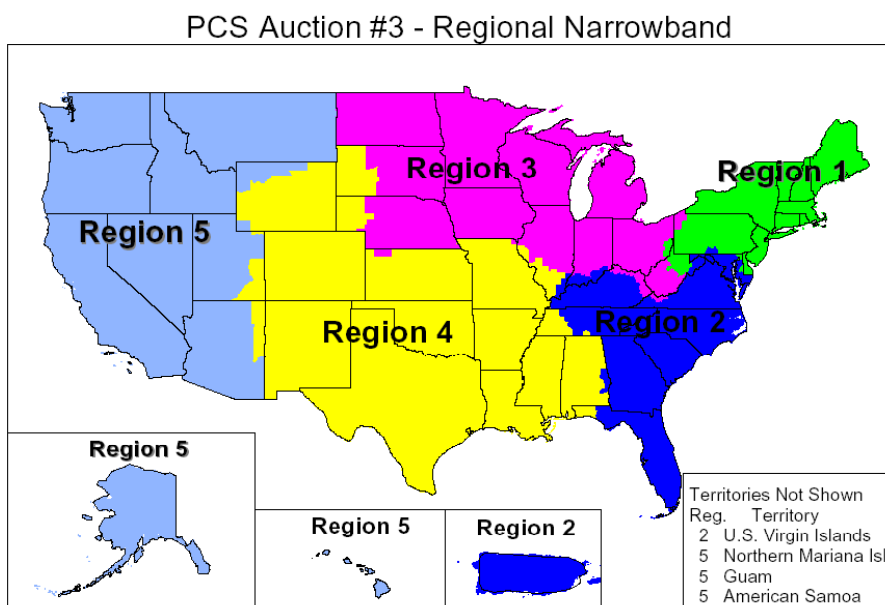 PCS Auction #3 - Regional Narrowband
Region 3
Region 1
Region 5
Region 4
Region 2
Region 5
Region 5
Region 2
Territories Not Shown
Reg. Territory
2 U.S. Virgin Islands
5 Northern Mariana Isl
5 Guam
5 American Samoa